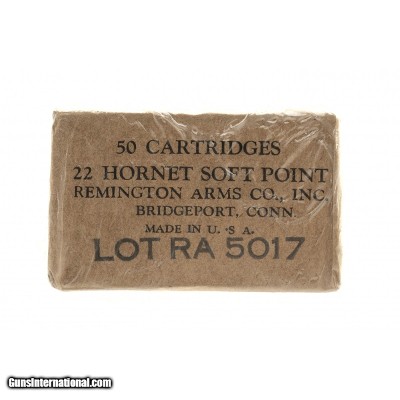 50 CARTRIDGES
22 HORNET SOFT POINT
REMINGTON ARMS CO., INC.
BRIDGEPORT, CONN.
MADE IN U. S A.
LOT RA 5017
GunsInternational.com